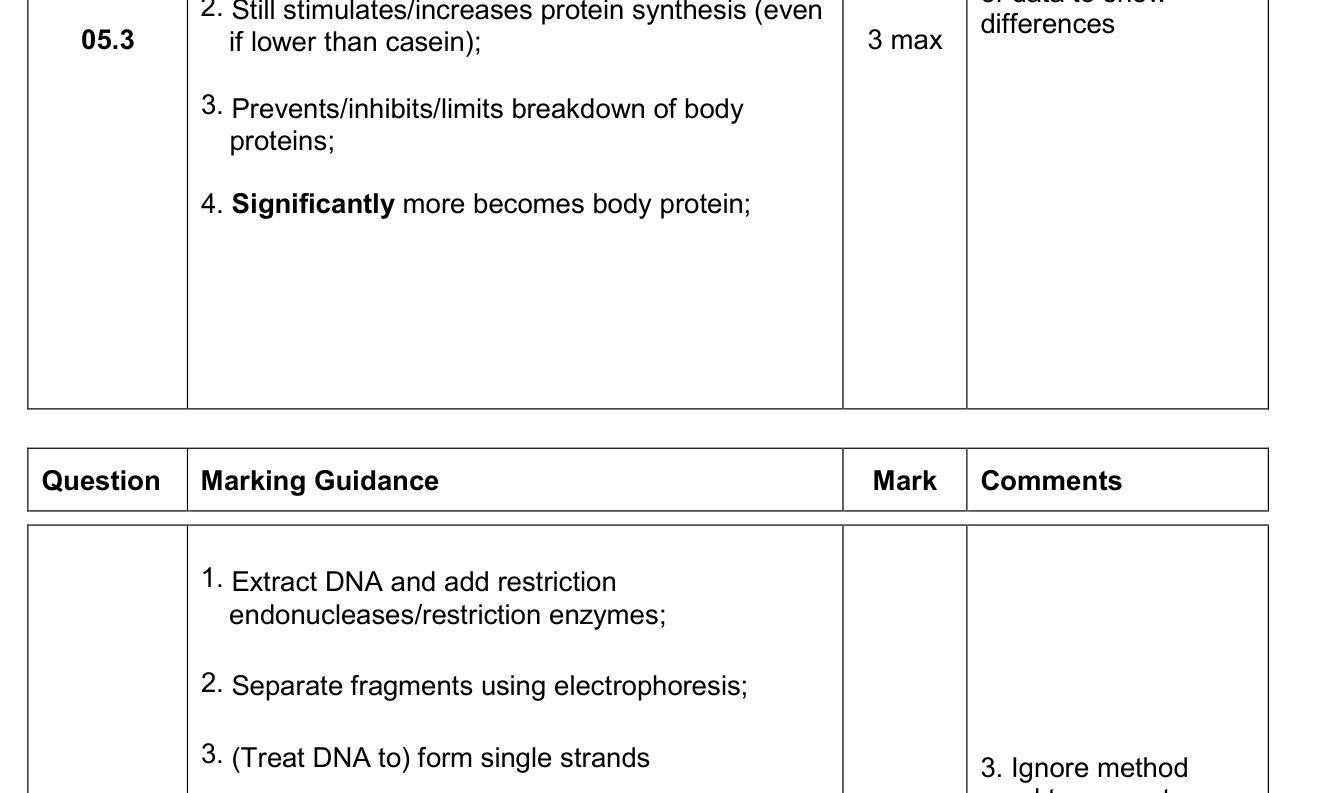 2. Still stimulates/increases protein synthesis (even
if lower than casein);
05.3
3 max
differences
3. Prevents/inhibits/limits breakdown of body
proteins;
4. Significantly more becomes body protein;
Question Marking Guidance Mark Comments
1. Extract DNA and add restriction
endonucleases/restriction enzymes;
2. Separate fragments using electrophoresis;
3. (Treat DNA to) form single strands
3. Ignore method